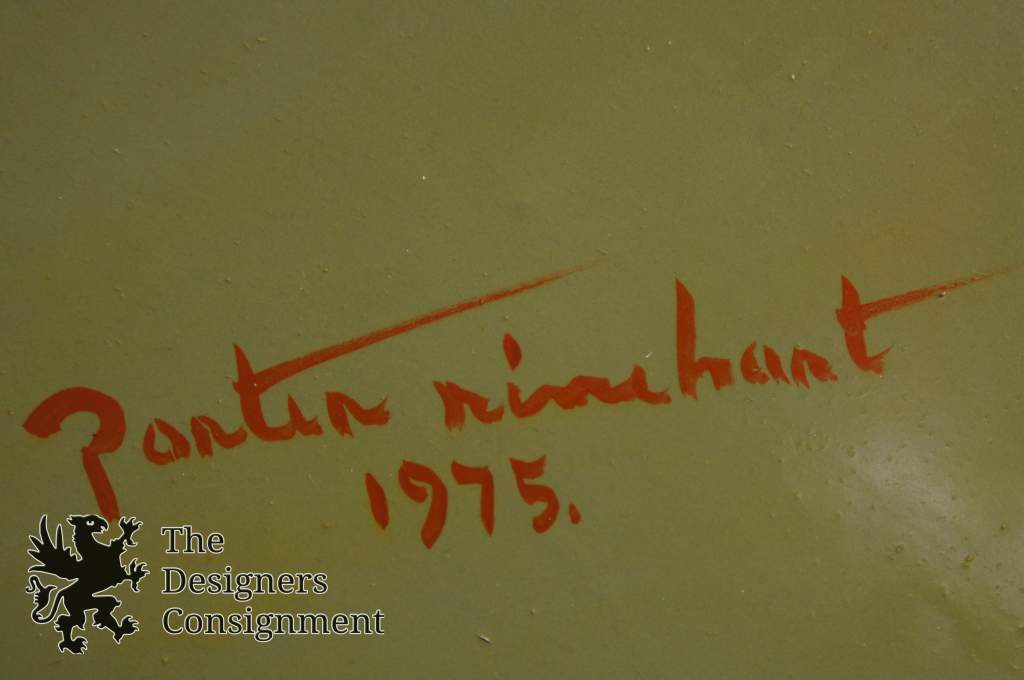 Porter rinehart
1975.
The
Designers
Consignment